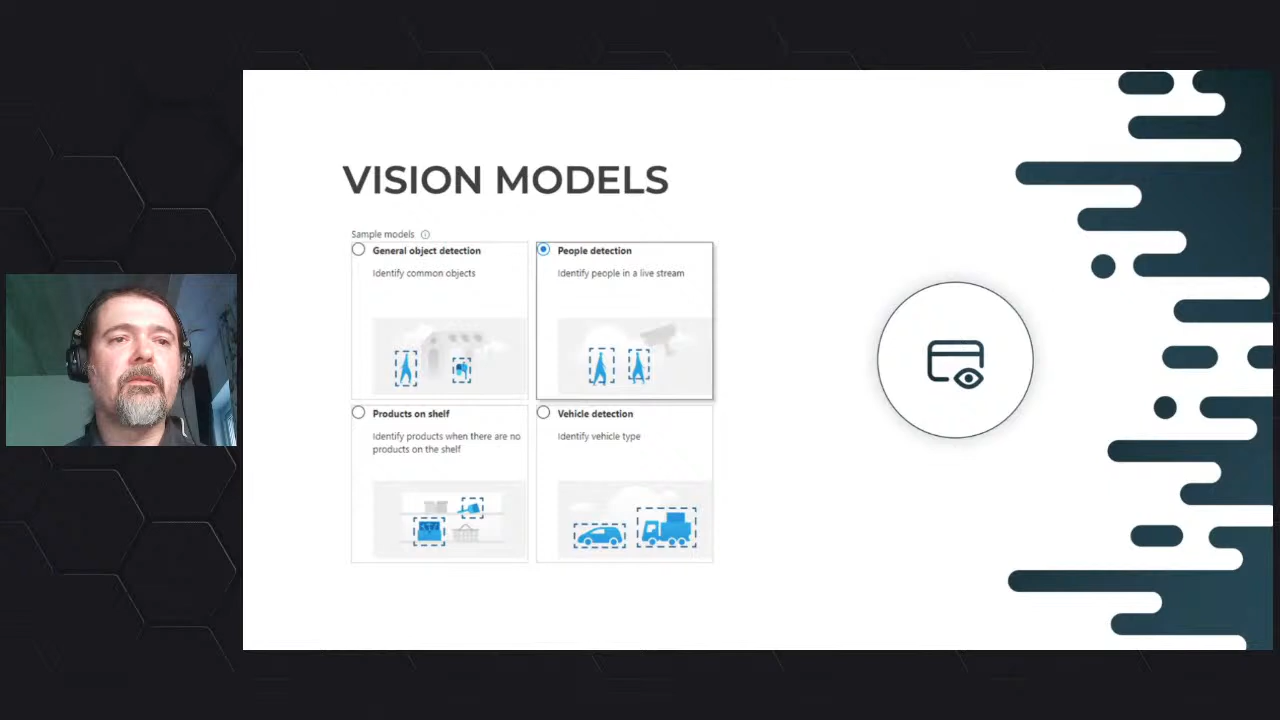 VISION MODELS
Sample models
General object detection
Identify common objects
People detection
Identify people in a live stream
Products on shelf
Identify products when there are no
products on the shelf
Vehicle detection
Identify vehicle type